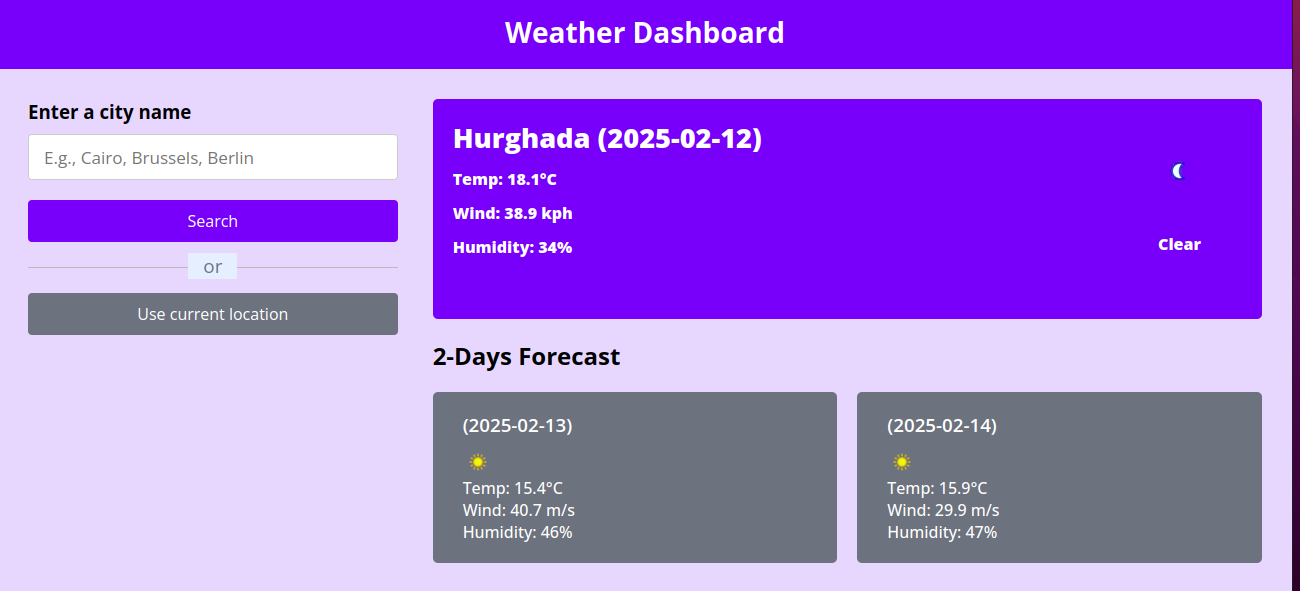 Weather Dashboard
Enter a city name
E.g., Cairo, Brussels, Berlin
Search
or
Use current location
Hurghada (2025-02-12)
Temp: 18.1°C
Wind: 38.9 kph
Humidity: 34%
Clear
2-Days Forecast
(2025-02-13)
Temp: 15.4°C
Wind: 40.7 m/s
Humidity: 46%
(2025-02-14)
Temp: 15.9°C
Wind: 29.9 m/s
Humidity: 47%